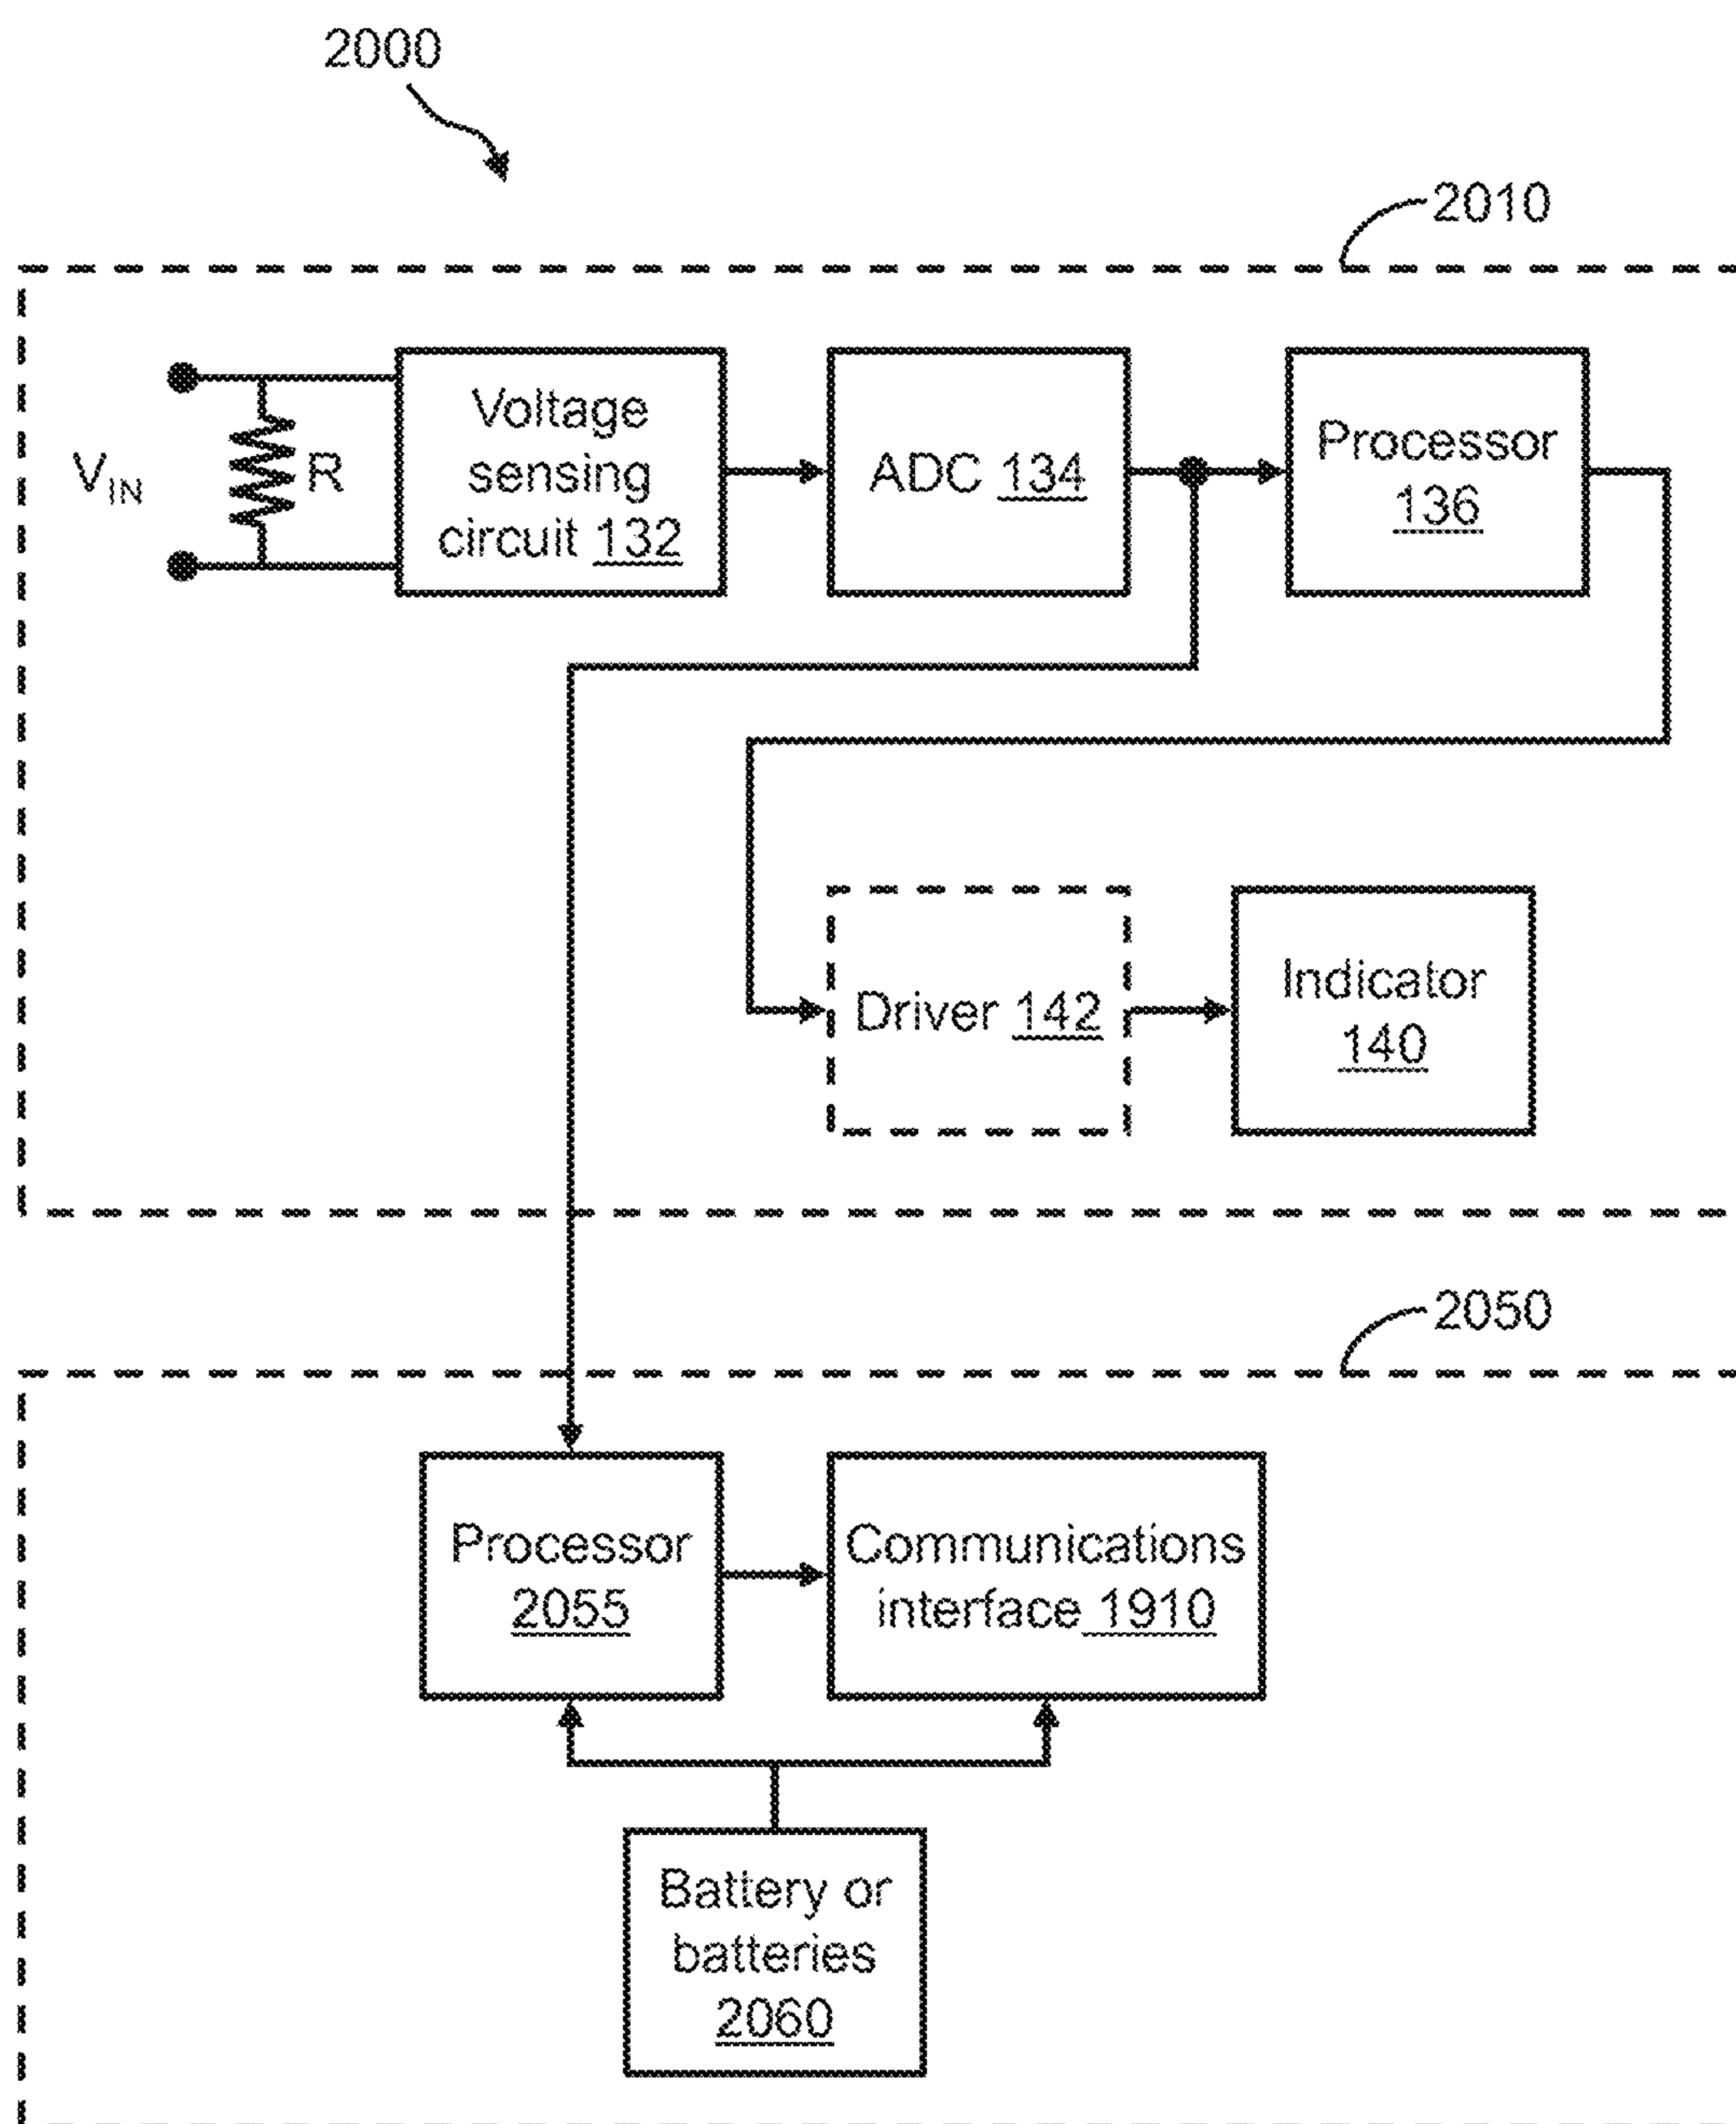 2000
2010
V_IN
R
Voltage
sensing
circuit 132
ADC 134
Processor
136
Driver 142
Indicator
140
2050
Processor
2055
Communications
interface 1910
Battery or
batteries
2060